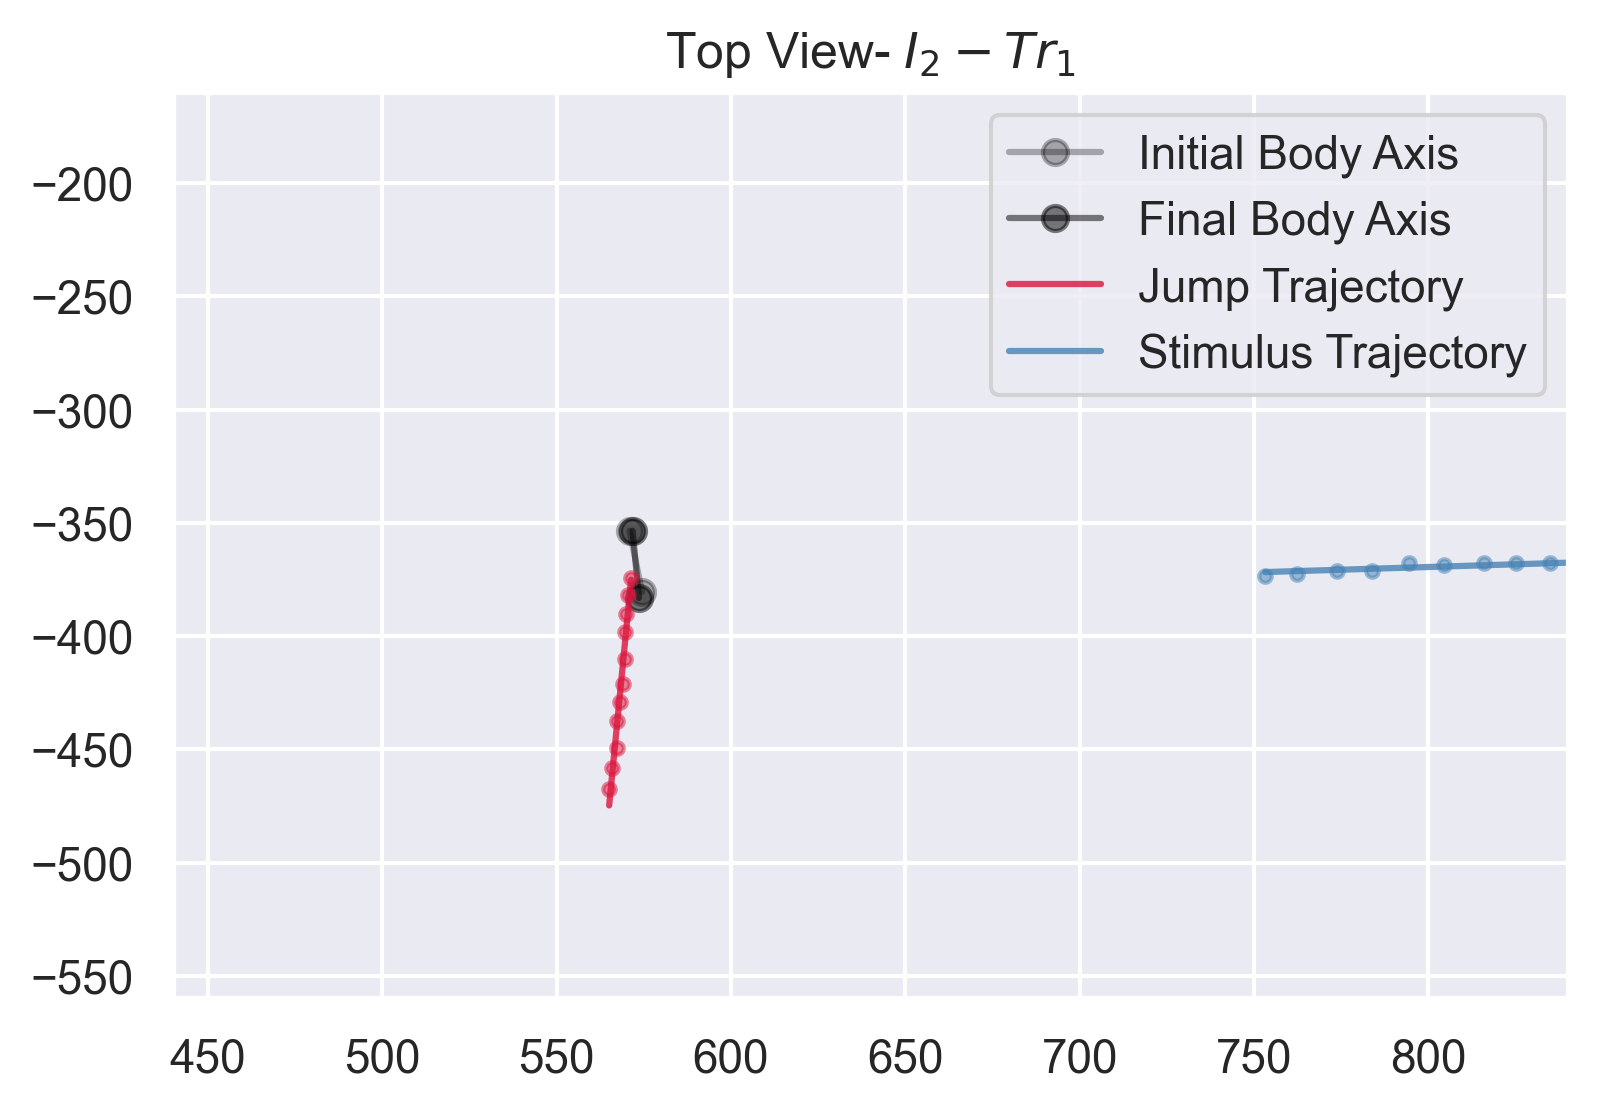 Top View- I₂ − Tr₁
Initial Body Axis
Final Body Axis
Jump Trajectory
Stimulus Trajectory
−200
−250
−300
−350
−400
−450
−500
−550
450 500 550 600 650 700 750 800